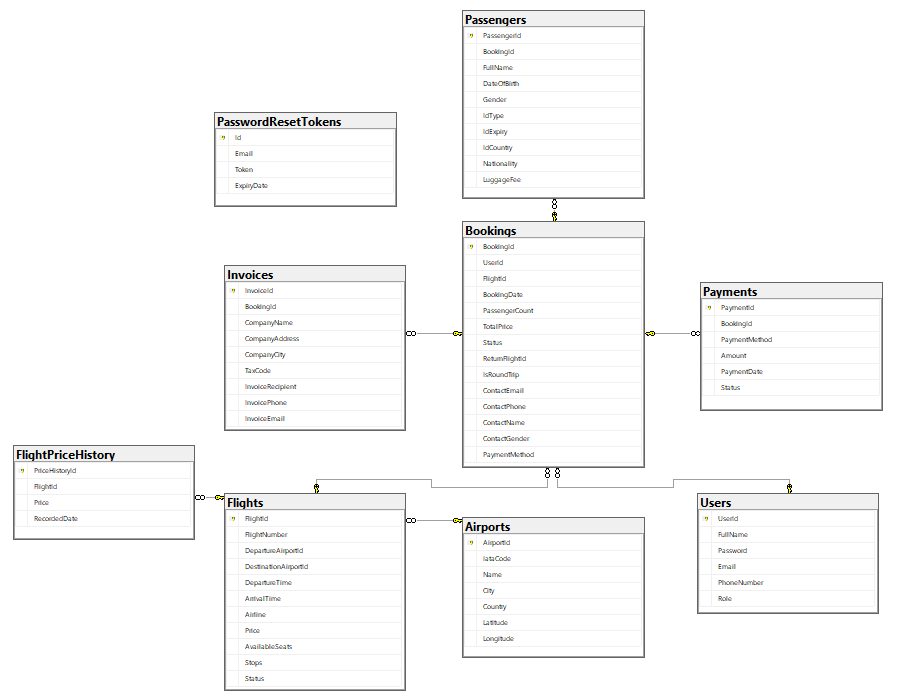 Passengers
PassengerId
BookingId
FullName
DateOfBirth
Gender
IdType
IdExpiry
IdCountry
Nationality
LuggageFee
PasswordResetTokens
Id
Email
Token
ExpiryDate
Bookings
BookingId
UserId
FlightId
BookingDate
PassengerCount
TotalPrice
Status
ReturnFlightId
IsRoundTrip
ContactEmail
ContactPhone
ContactName
ContactGender
PaymentMethod
Invoices
InvoiceId
BookingId
CompanyName
CompanyAddress
CompanyCity
TaxCode
InvoiceRecipient
InvoicePhone
InvoiceEmail
Payments
PaymentId
BookingId
PaymentMethod
Amount
PaymentDate
Status
FlightPriceHistory
PriceHistoryId
FlightId
Price
RecordedDate
Flights
FlightId
FlightNumber
DepartureAirportId
DestinationAirportId
DepartureTime
ArrivalTime
Airline
Price
AvailableSeats
Stops
Status
Airports
AirportId
IataCode
Name
City
Country
Latitude
Longitude
Users
UserId
FullName
Password
Email
PhoneNumber
Role